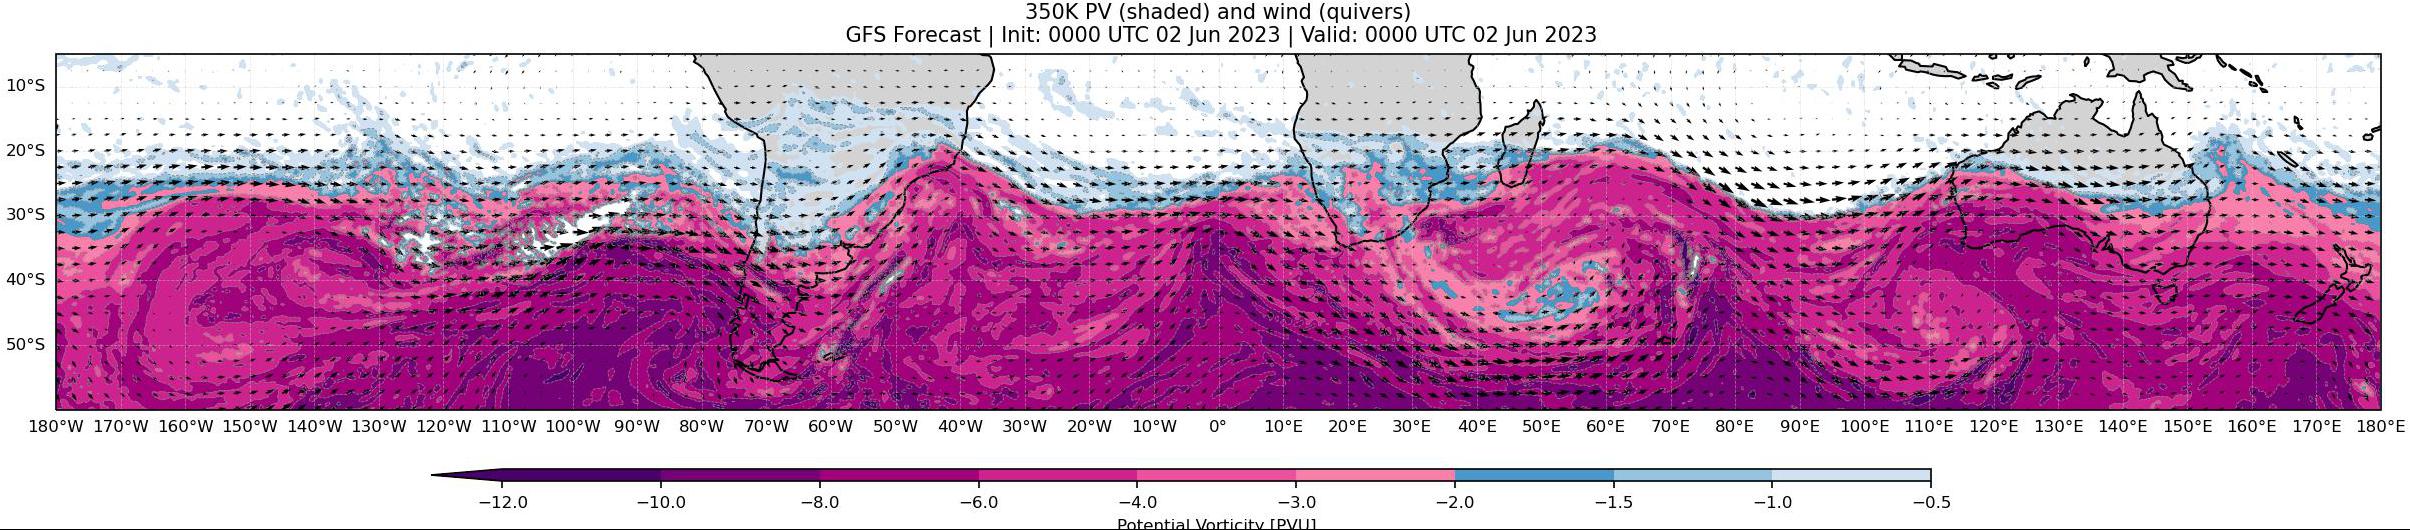 350K PV (shaded) and wind (quivers)
GFS Forecast | Init: 0000 UTC 02 Jun 2023 | Valid: 0000 UTC 02 Jun 2023
10°S
20°S
30°S
40°S
50°S
180°W 170°W 160°W 150°W 140°W 130°W 120°W 110°W 100°W 90°W 80°W 70°W 60°W 50°W 40°W 30°W 20°W 10°W 0° 10°E 20°E 30°E 40°E 50°E 60°E 70°E 80°E 90°E 100°E 110°E 120°E 130°E 140°E 150°E 160°E 170°E 180°E
−12.0 −10.0 −8.0 −6.0 −4.0 −3.0 −2.0 −1.5 −1.0 −0.5
Potential Vorticity [PVU]